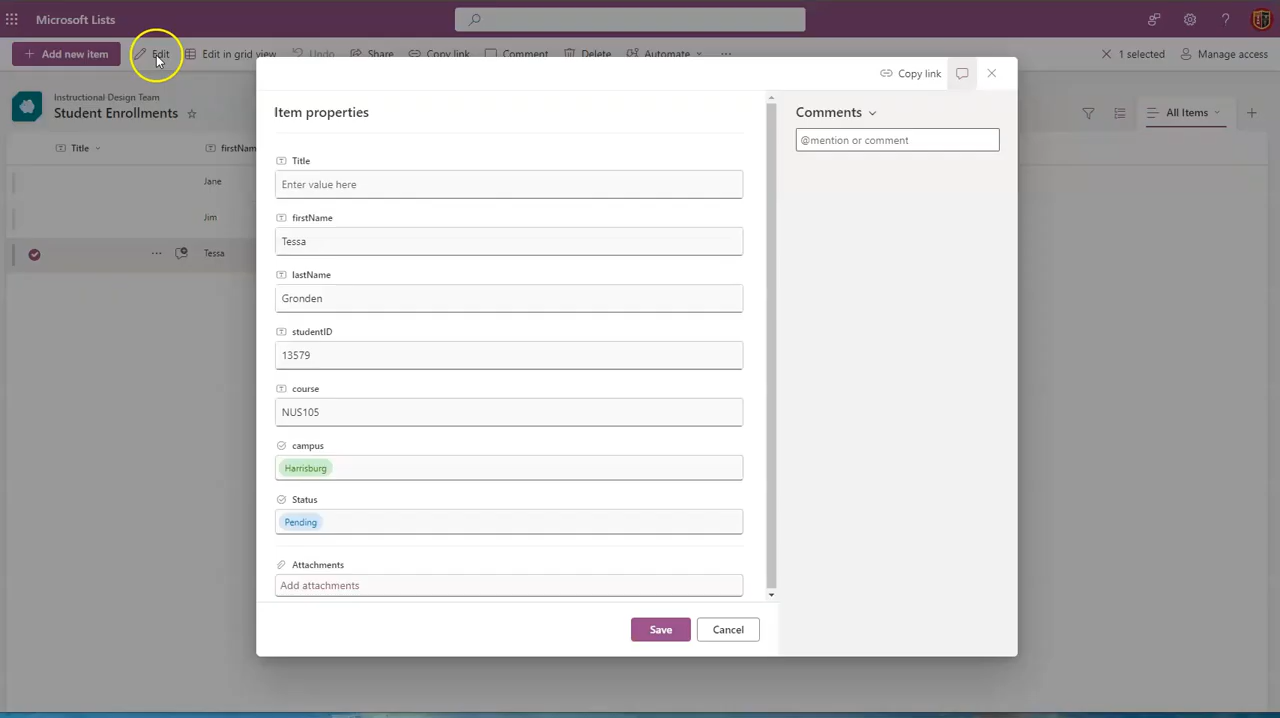 Microsoft Lists
Add new item
Edit
Edit in grid view
Undo
Share
Copy link
Comment
Delete
Automate
1 selected
Manage access
Copy link
Instructional Design Team
Student Enrollments
All Items
Title
firstName
Jane
Jim
Tessa
Item properties
Title
Enter value here
firstName
Tessa
lastName
Gronden
studentID
13579
course
NUS105
campus
Harrisburg
Status
Pending
Attachments
Add attachments
Save
Cancel
Comments
@mention or comment